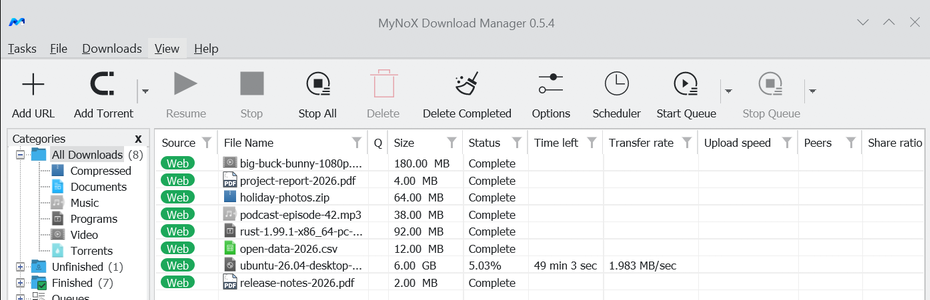 MyNoX Download Manager 0.5.4
Tasks File Downloads View Help
Add URL Add Torrent Resume Stop Stop All Delete Delete Completed Options Scheduler Start Queue Stop Queue
Categories X Source File Name Q Size Status Time left Transfer rate Upload speed Peers Share ratio
All Downloads (8) Web big-buck-bunny-1080p.... 180.00 MB Complete
Compressed Web project-report-2026.pdf 4.00 MB Complete
Documents Web holiday-photos.zip 64.00 MB Complete
Music Web podcast-episode-42.mp3 38.00 MB Complete
Programs Web rust-1.99.1-x86_64-pc-... 92.00 MB Complete
Video Web open-data-2026.csv 12.00 MB Complete
Torrents Web ubuntu-26.04-desktop-... 6.00 GB 5.03% 49 min 3 sec 1.983 MB/sec
Unfinished (1) Web release-notes-2026.pdf 2.00 MB Complete
Finished (7)
Queues